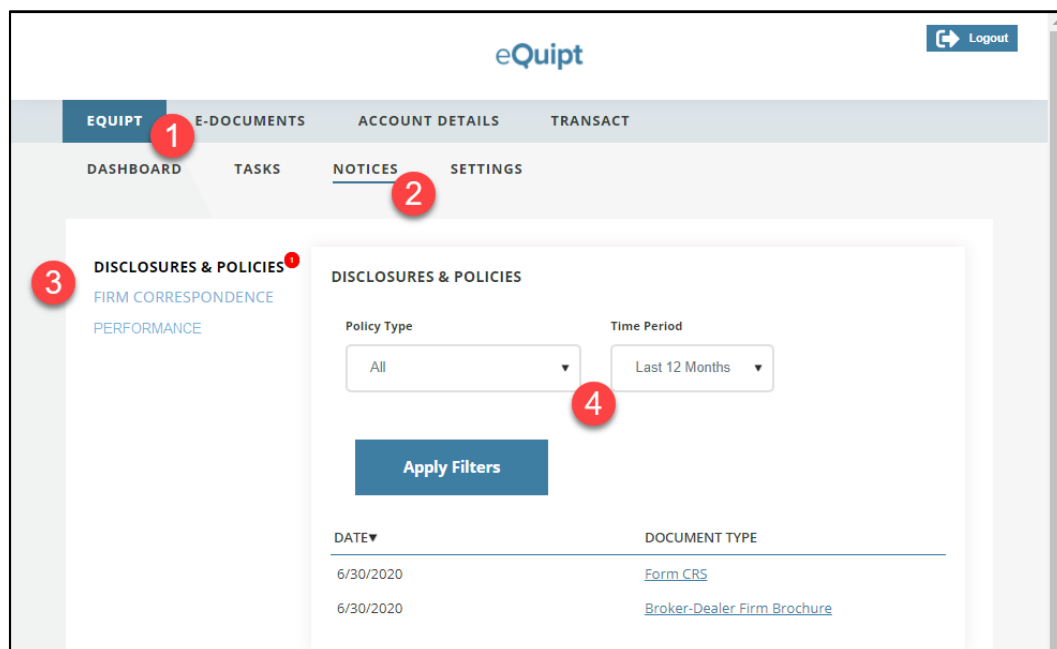 eQuipt
Logout
EQUIPT E-DOCUMENTS ACCOUNT DETAILS TRANSACT
1
DASHBOARD TASKS NOTICES SETTINGS
2
DISCLOSURES & POLICIES 1
3
FIRM CORRESPONDENCE
PERFORMANCE
DISCLOSURES & POLICIES
Policy Type Time Period
All ▼ Last 12 Months ▼
4
Apply Filters
DATE▼ DOCUMENT TYPE
6/30/2020 Form CRS
6/30/2020 Broker-Dealer Firm Brochure